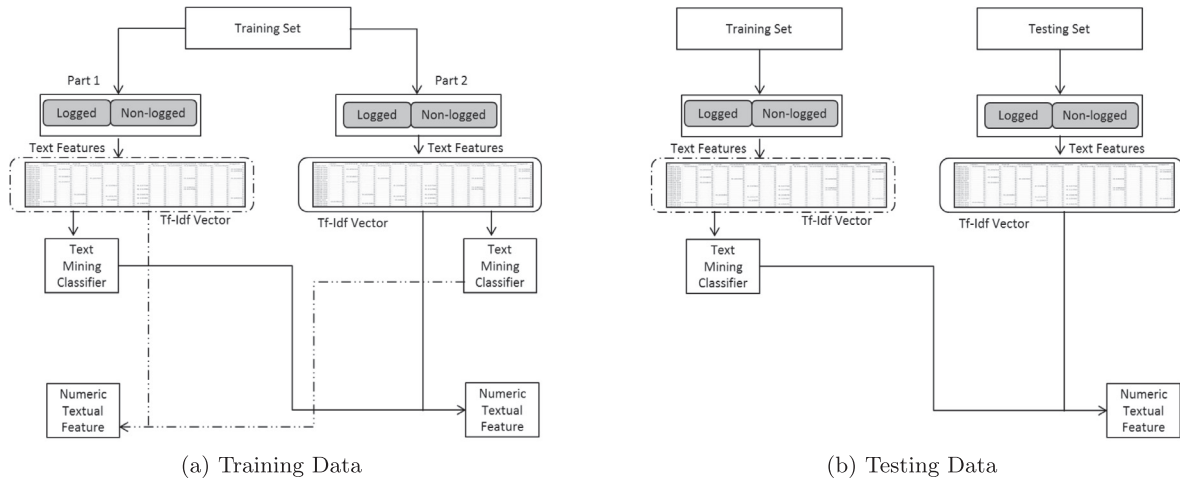 Training Set
Part 1
Part 2
Logged
Non-logged
Logged
Non-logged
Text Features
Text Features
Tf-Idf Vector
Tf-Idf Vector
Text
Mining
Classifier
Text
Mining
Classifier
Numeric
Textual
Feature
Numeric
Textual
Feature
(a) Training Data
Training Set
Testing Set
Logged
Non-logged
Logged
Non-logged
Text Features
Text Features
Tf-Idf Vector
Tf-Idf Vector
Text
Mining
Classifier
Numeric
Textual
Feature
(b) Testing Data